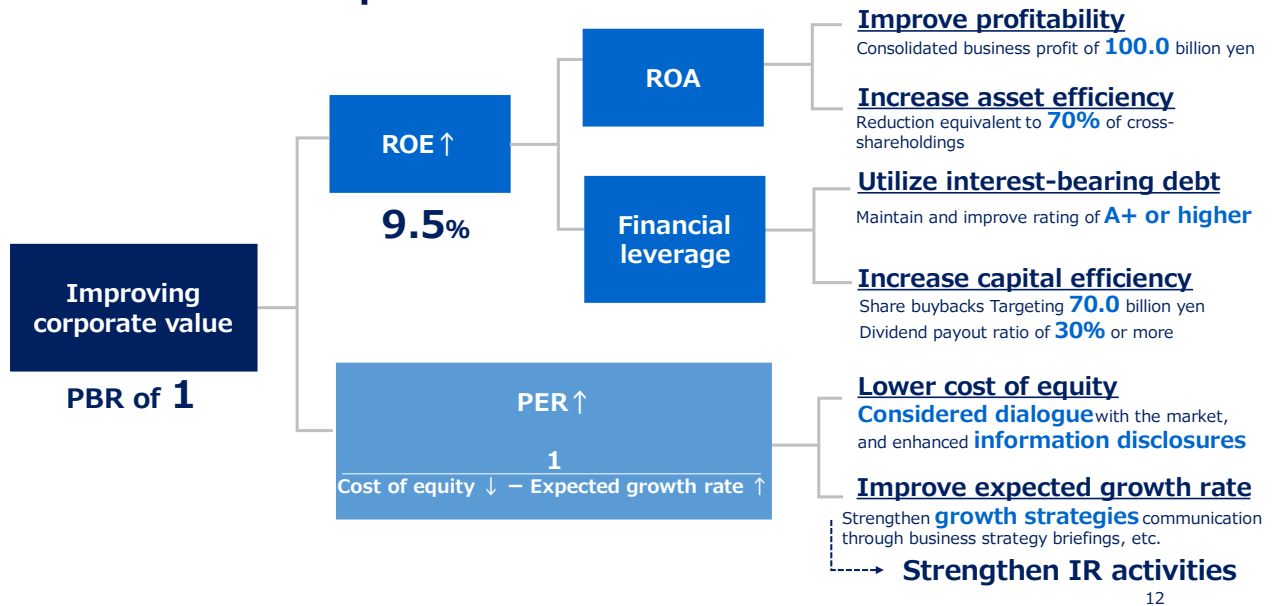 Improving
corporate value
PBR of 1
ROE↑
9.5%
PER↑
1
Cost of equity ↓ − Expected growth rate ↑
ROA
Financial
leverage
Improve profitability
Consolidated business profit of 100.0 billion yen
Increase asset efficiency
Reduction equivalent to 70% of cross-
shareholdings
Utilize interest-bearing debt
Maintain and improve rating of A+ or higher
Increase capital efficiency
Share buybacks Targeting 70.0 billion yen
Dividend payout ratio of 30% or more
Lower cost of equity
Considered dialogue with the market,
and enhanced information disclosures
Improve expected growth rate
Strengthen growth strategies communication
through business strategy briefings, etc.
Strengthen IR activities
12